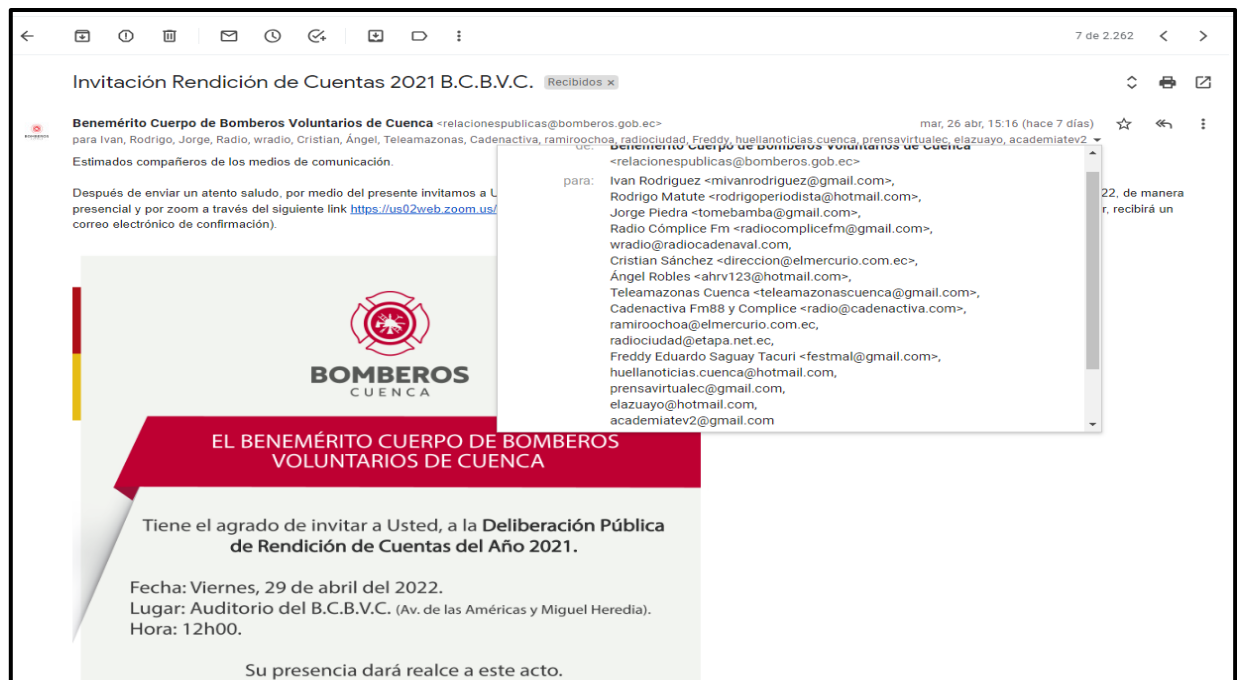 7 de 2.262
Invitación Rendición de Cuentas 2021 B.C.B.V.C. Recibidos x
Benemérito Cuerpo de Bomberos Voluntarios de Cuenca <relacionespublicas@bomberos.gob.ec> mar, 26 abr, 15:16 (hace 7 días)
para Ivan, Rodrigo, Jorge, Radio, wradio, Cristian, Ángel, Teleamazonas, Cadenactiva, ramiroochoa, radiociudad, Freddy, huellanoticias.cuenca, prensavirtualec, elazuayo, academiatev2
Estimados compañeros de los medios de comunicación.
Después de enviar un atento saludo, por medio del presente invitamos a U
22, de manera
presencial y por zoom a través del siguiente link https://us02web.zoom.us/
r, recibirá un
correo electrónico de confirmación).
de: Benemérito Cuerpo de Bomberos Voluntarios de Cuenca
<relacionespublicas@bomberos.gob.ec>
para: Ivan Rodriguez <mivanrodriguez@gmail.com>,
Rodrigo Matute <rodrigoperiodista@hotmail.com>,
Jorge Piedra <tomebamba@gmail.com>,
Radio Cómplice Fm <radiocomplicefm@gmail.com>,
wradio@radiocadenaval.com,
Cristian Sánchez <direccion@elmercurio.com.ec>,
Ángel Robles <ahrv123@hotmail.com>,
Teleamazonas Cuenca <teleamazonascuenca@gmail.com>,
Cadenactiva Fm88 y Complice <radio@cadenactiva.com>,
ramiroochoa@elmercurio.com.ec,
radiociudad@etapa.net.ec,
Freddy Eduardo Saguay Tacuri <festmal@gmail.com>,
huellanoticias.cuenca@hotmail.com,
prensavirtualec@gmail.com,
elazuayo@hotmail.com,
academiatev2@gmail.com
BOMBEROS
CUENCA
EL BENEMÉRITO CUERPO DE BOMBEROS
VOLUNTARIOS DE CUENCA
Tiene el agrado de invitar a Usted, a la Deliberación Pública
de Rendición de Cuentas del Año 2021.
Fecha: Viernes, 29 de abril del 2022.
Lugar: Auditorio del B.C.B.V.C. (Av. de las Américas y Miguel Heredia).
Hora: 12h00.
Su presencia dará realce a este acto.